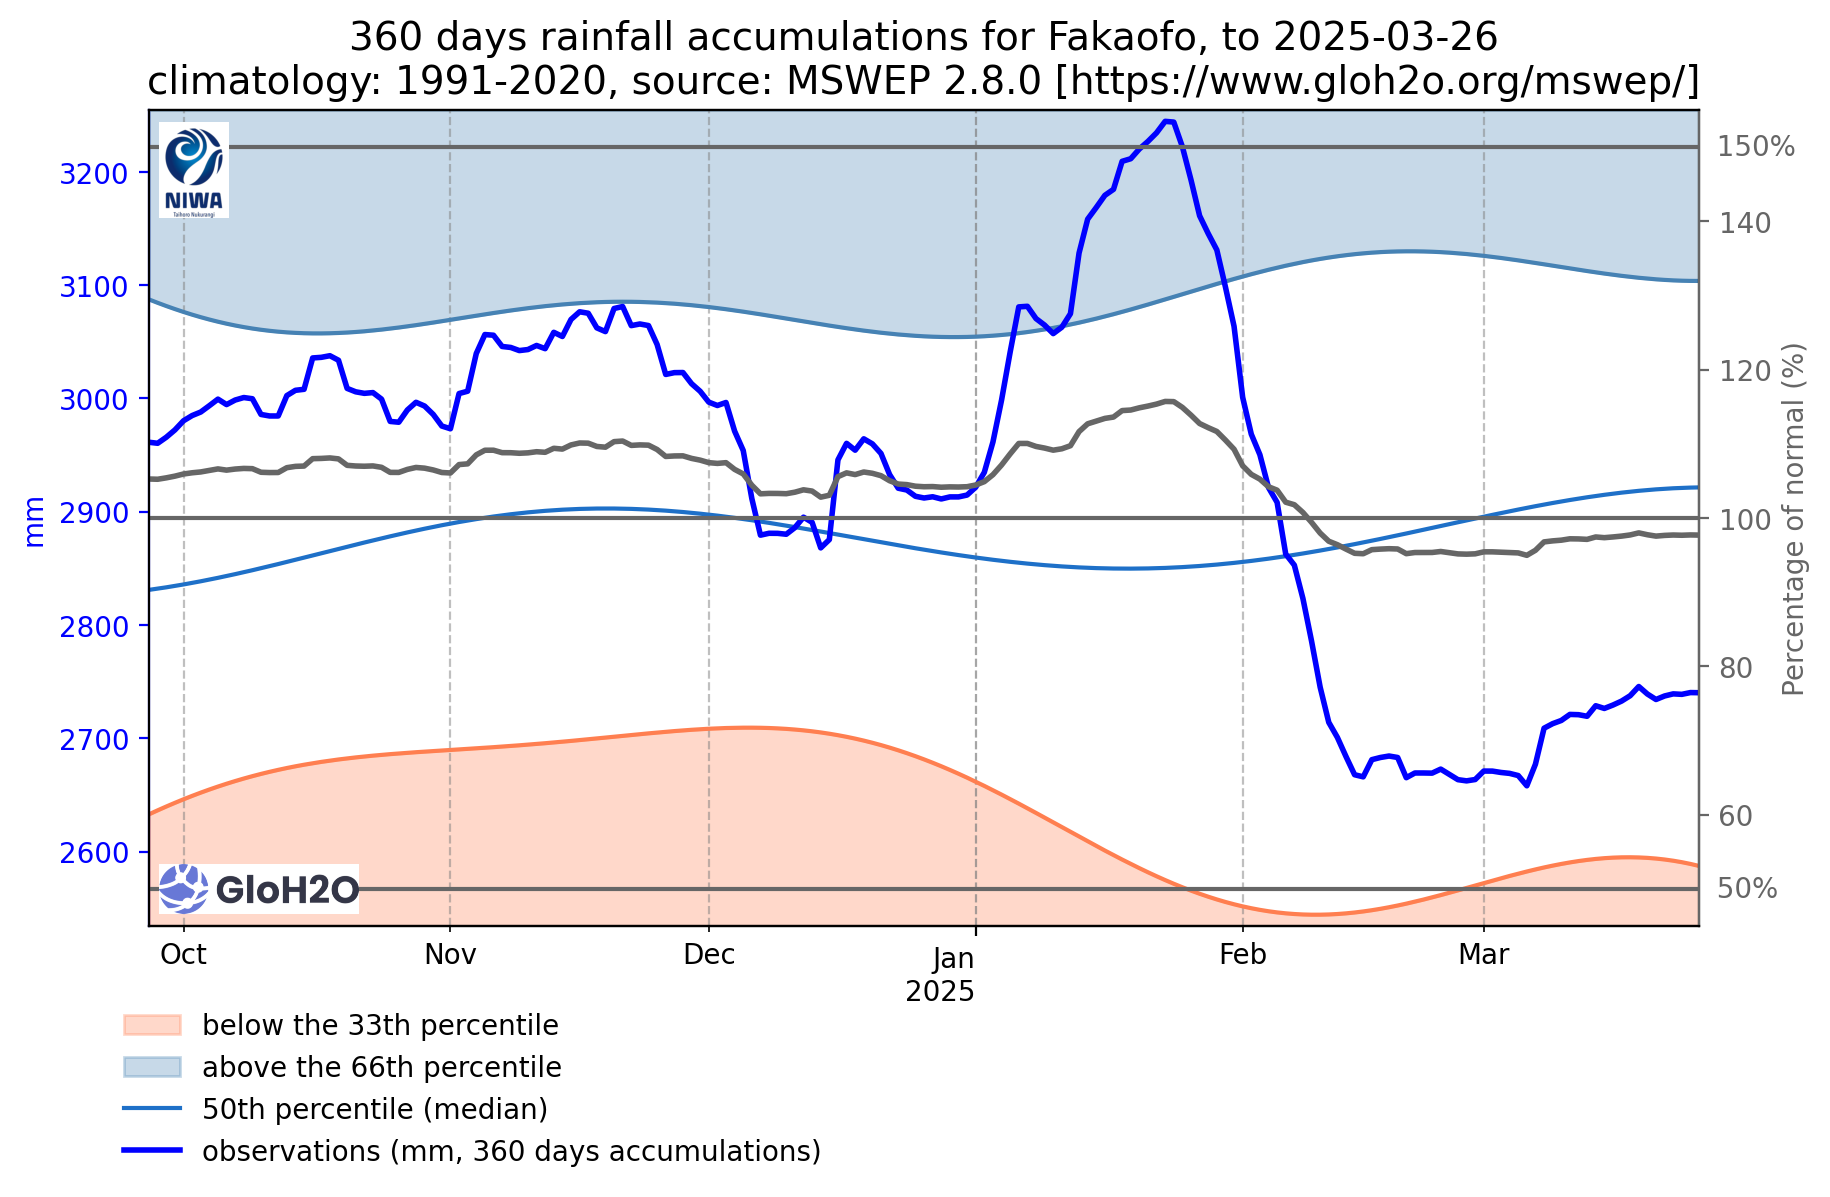 360 days rainfall accumulations for Fakaofo, to 2025-03-26
climatology: 1991-2020, source: MSWEP 2.8.0 [https://www.gloh2o.org/mswep/]
NIWA
Taihoro Nukurangi
3200
3100
3000
2900
2800
2700
2600
mm
150%
140
120
100
80
60
50%
Percentage of normal (%)
GloH2O
Oct
Nov
Dec
Jan
2025
Feb
Mar
below the 33th percentile
above the 66th percentile
50th percentile (median)
observations (mm, 360 days accumulations)